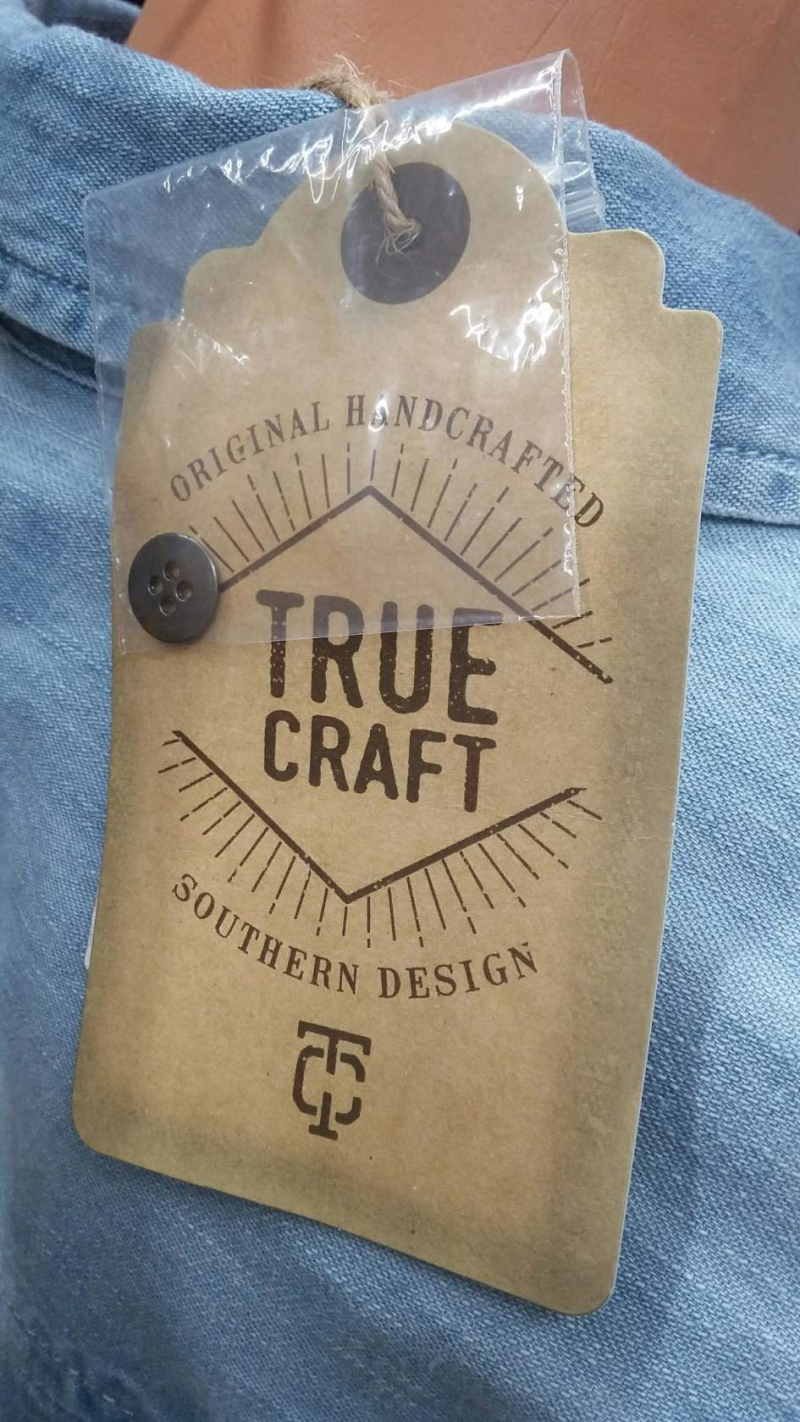 ORIGINAL HANDCRAFTED
TRUE
CRAFT
SOUTHERN DESIGN
TC